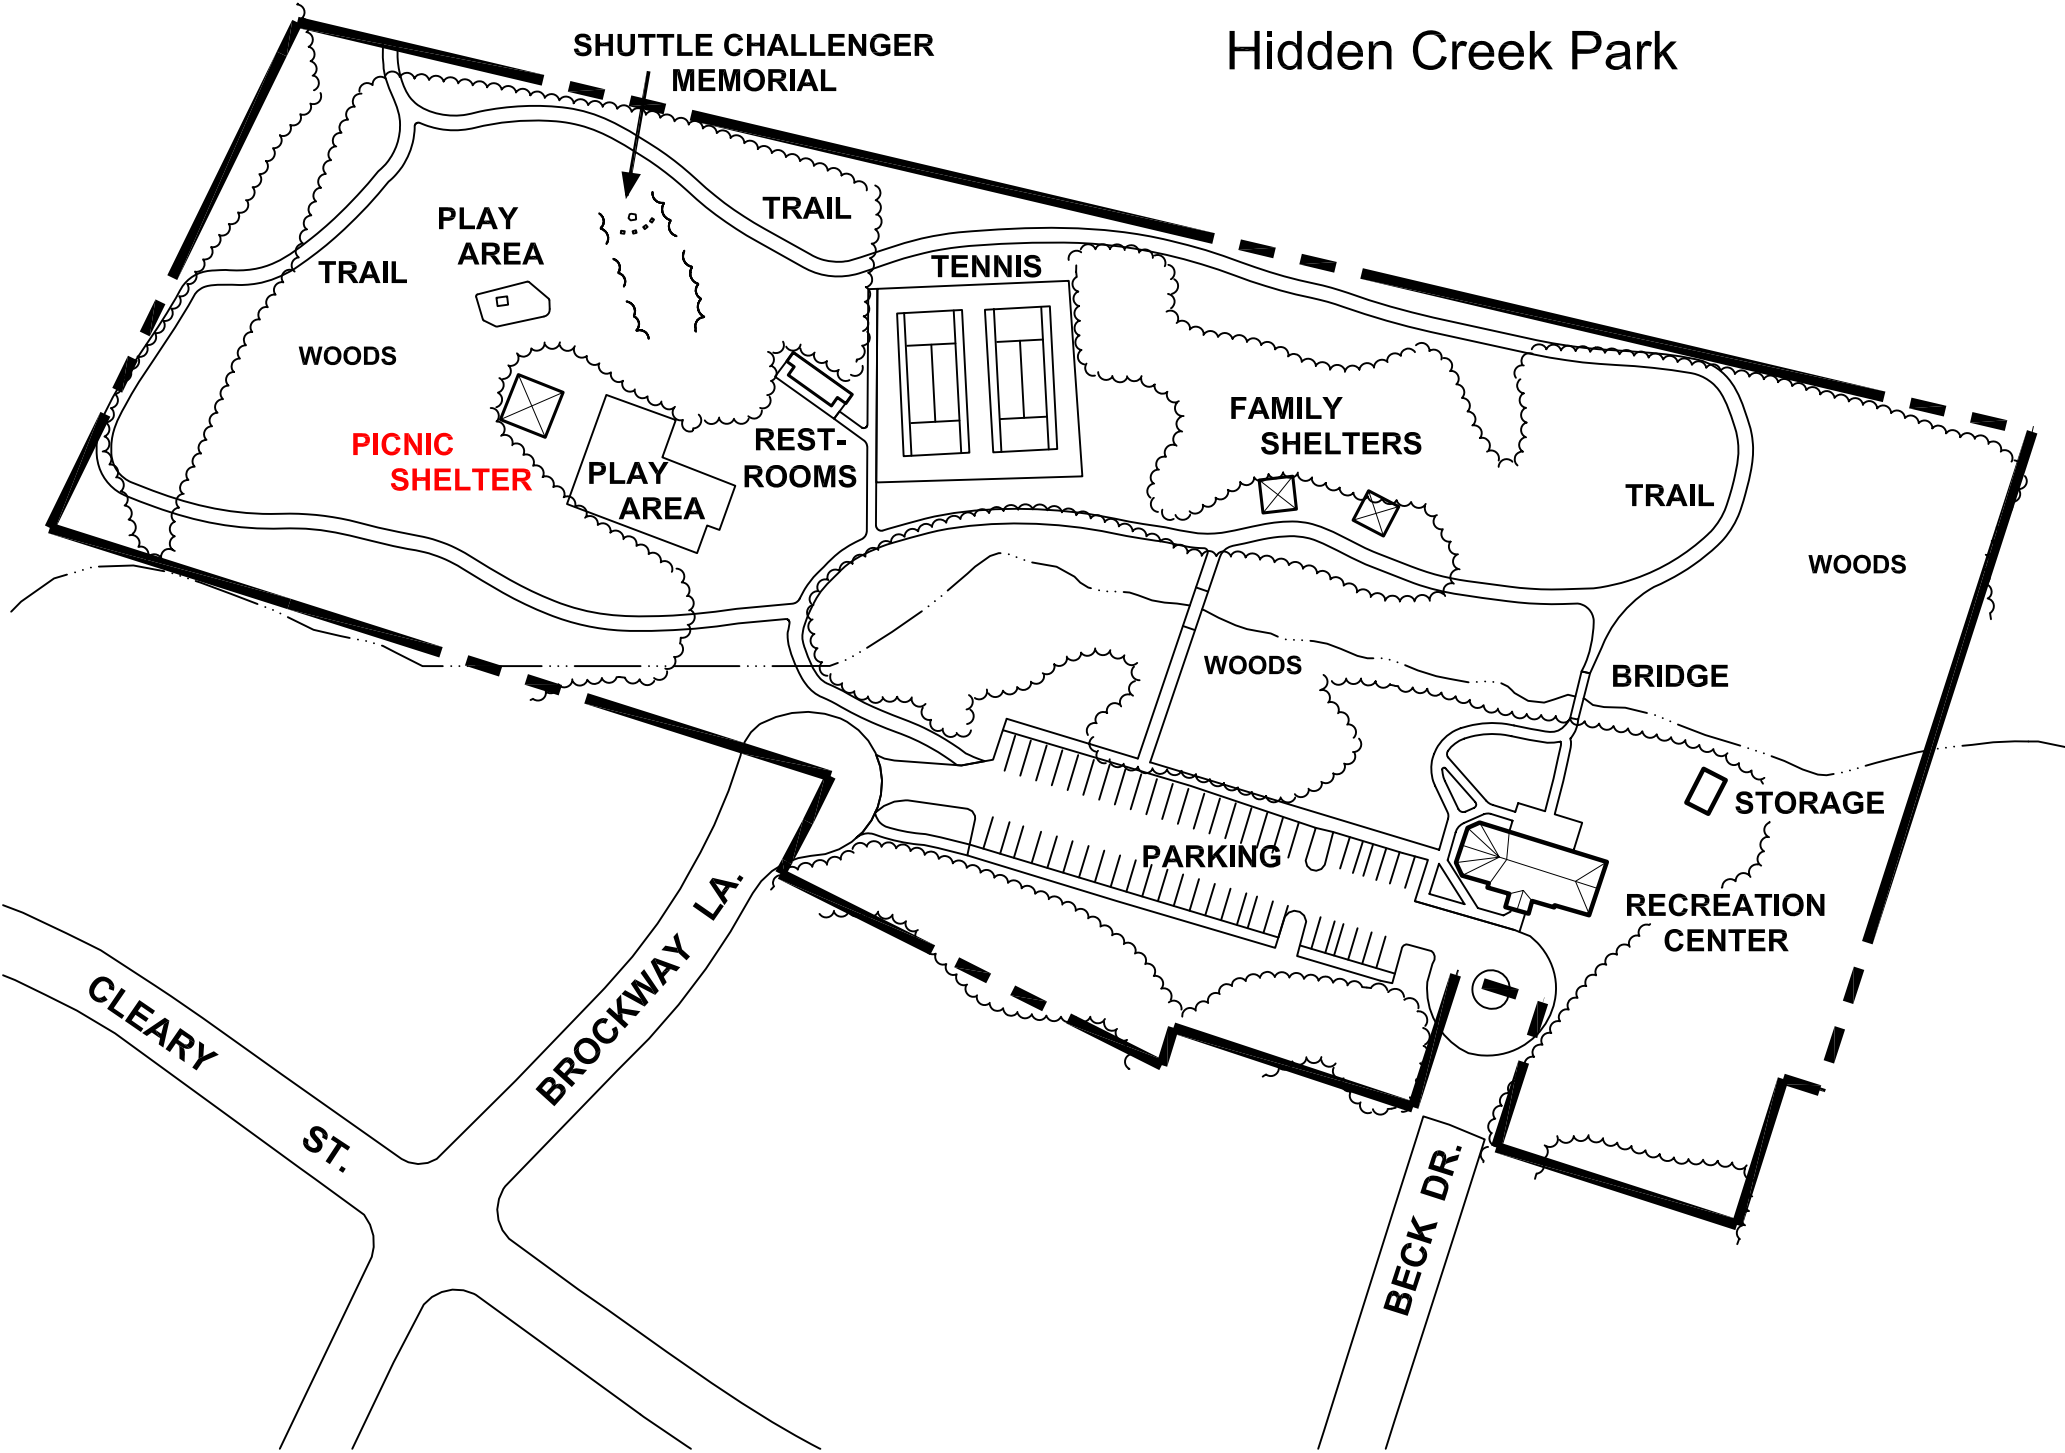 Hidden Creek Park
SHUTTLE CHALLENGER
MEMORIAL
TRAIL
PLAY
AREA
TRAIL
TENNIS
WOODS
FAMILY
SHELTERS
PICNIC
SHELTER
REST-
ROOMS
PLAY
AREA
TRAIL
WOODS
WOODS
BRIDGE
STORAGE
PARKING
RECREATION
CENTER
BROCKWAY LA.
CLEARY ST.
BECK DR.